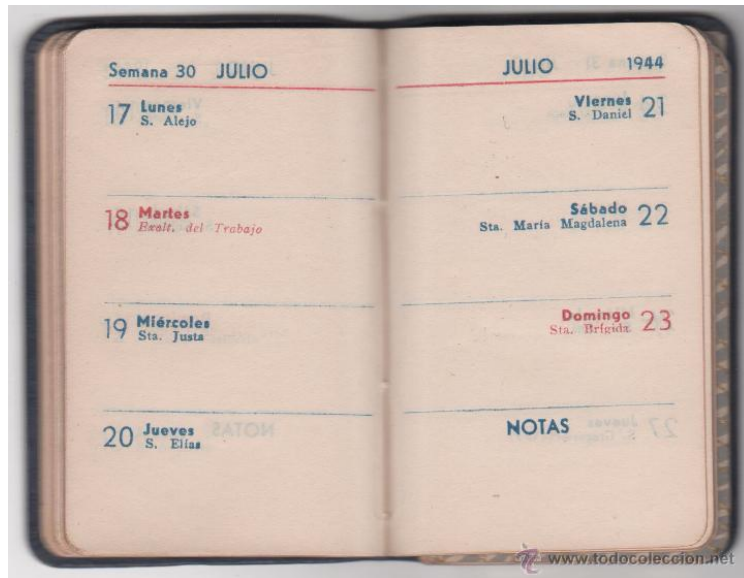 Semana 30 JULIO
17 Lunes
S. Alejo
18 Martes
Exalt. del Trabajo
19 Miércoles
Sta. Justa
20 Jueves
S. Elías
JULIO 1944
Viernes 21
S. Daniel
Sábado 22
Sta. María Magdalena
Domingo 23
Sta. Brígida
NOTAS
www.todocoleccion.net